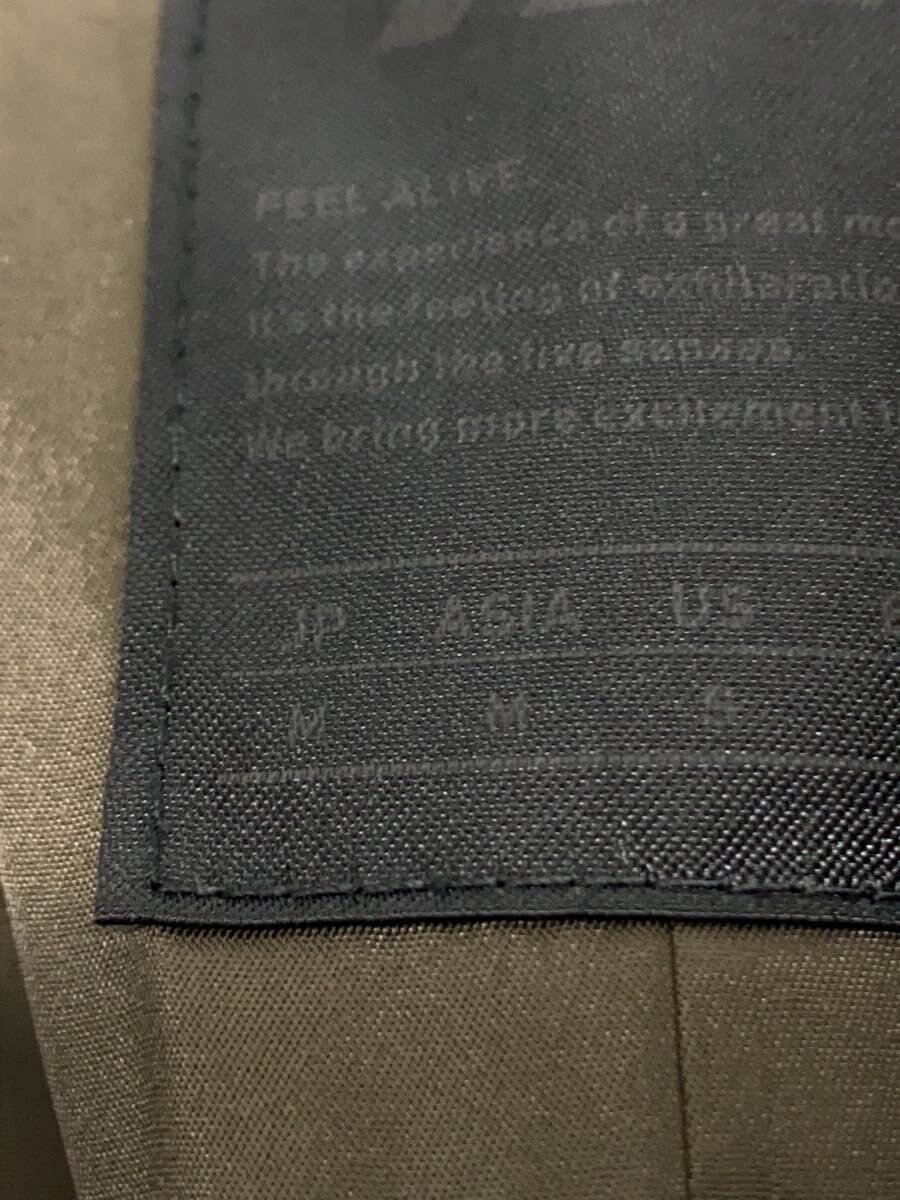 FEEL ALIVE.
The experience of a great
It's the feeling of
through the five senses.
We bring more excitement
JP ASIA US
M M S